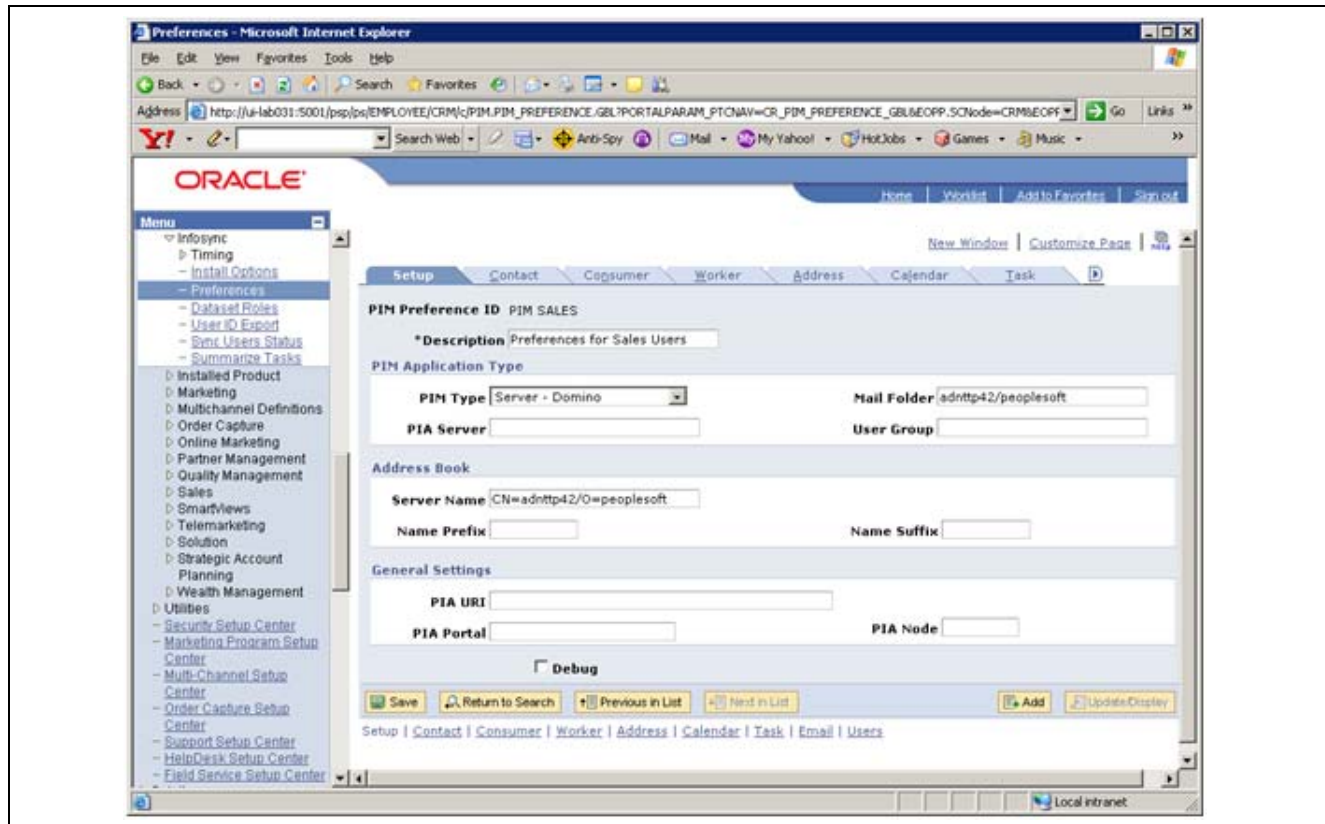 Preferences - Microsoft Internet Explorer
File Edit View Favorites Tools Help
Back Search Favorites
Address http://ui-lab031:5001/psp/ps/EMPLOYEE/CRM/c/PIM.PIM_PREFERENCE.GBL?PORTALPARAM_PTCNAV=CR_PIM_PREFERENCE_GBL&EOPP.SCNode=CRM&EOPP Go Links »
Y! Search Web Anti-Spy Mail My Yahoo! HotJobs Games Music »
ORACLE
Home | Worklist | Add to Favorites | Sign out
Menu
New Window | Customize Page |
Infosync
Timing
Install Options
Preferences
Dataset Roles
User ID Export
Sync Users Status
Summarize Tasks
Installed Product
Marketing
Multichannel Definitions
Order Capture
Online Marketing
Partner Management
Quality Management
Sales
SmartViews
Telemarketing
Solution
Strategic Account
Planning
Wealth Management
Utilities
Security Setup Center
Marketing Program Setup
Center
Multi-Channel Setup
Center
Order Capture Setup
Center
Support Setup Center
HelpDesk Setup Center
Field Service Setup Center
Setup Contact Consumer Worker Address Calendar Task
PIM Preference ID PIM SALES
*Description Preferences for Sales Users
PIM Application Type
PIM Type Server - Domino Mail Folder adnttp42/peoplesoft
PIA Server User Group
Address Book
Server Name CN=adnttp42/O=peoplesoft
Name Prefix Name Suffix
General Settings
PIA URI
PIA Portal PIA Node
Debug
Save Return to Search Previous in List Next in List Add Update/Display
Setup | Contact | Consumer | Worker | Address | Calendar | Task | Email | Users
Local intranet